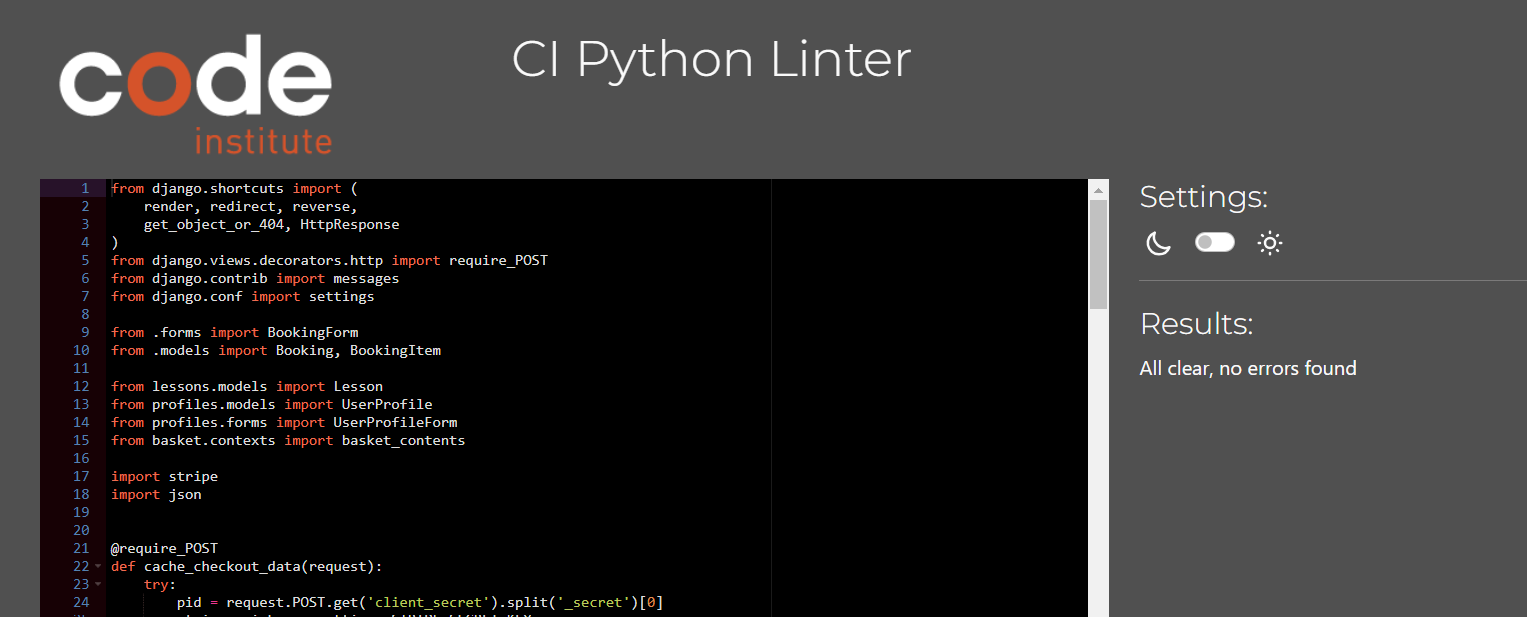 code
institute
CI Python Linter
1 from django.shortcuts import (
2     render, redirect, reverse,
3     get_object_or_404, HttpResponse
4 )
5 from django.views.decorators.http import require_POST
6 from django.contrib import messages
7 from django.conf import settings
8
9 from .forms import BookingForm
10 from .models import Booking, BookingItem
11
12 from lessons.models import Lesson
13 from profiles.models import UserProfile
14 from profiles.forms import UserProfileForm
15 from basket.contexts import basket_contents
16
17 import stripe
18 import json
19
20
21 @require_POST
22 def cache_checkout_data(request):
23     try:
24         pid = request.POST.get('client_secret').split('_secret')[0]
Settings:
Results:
All clear, no errors found